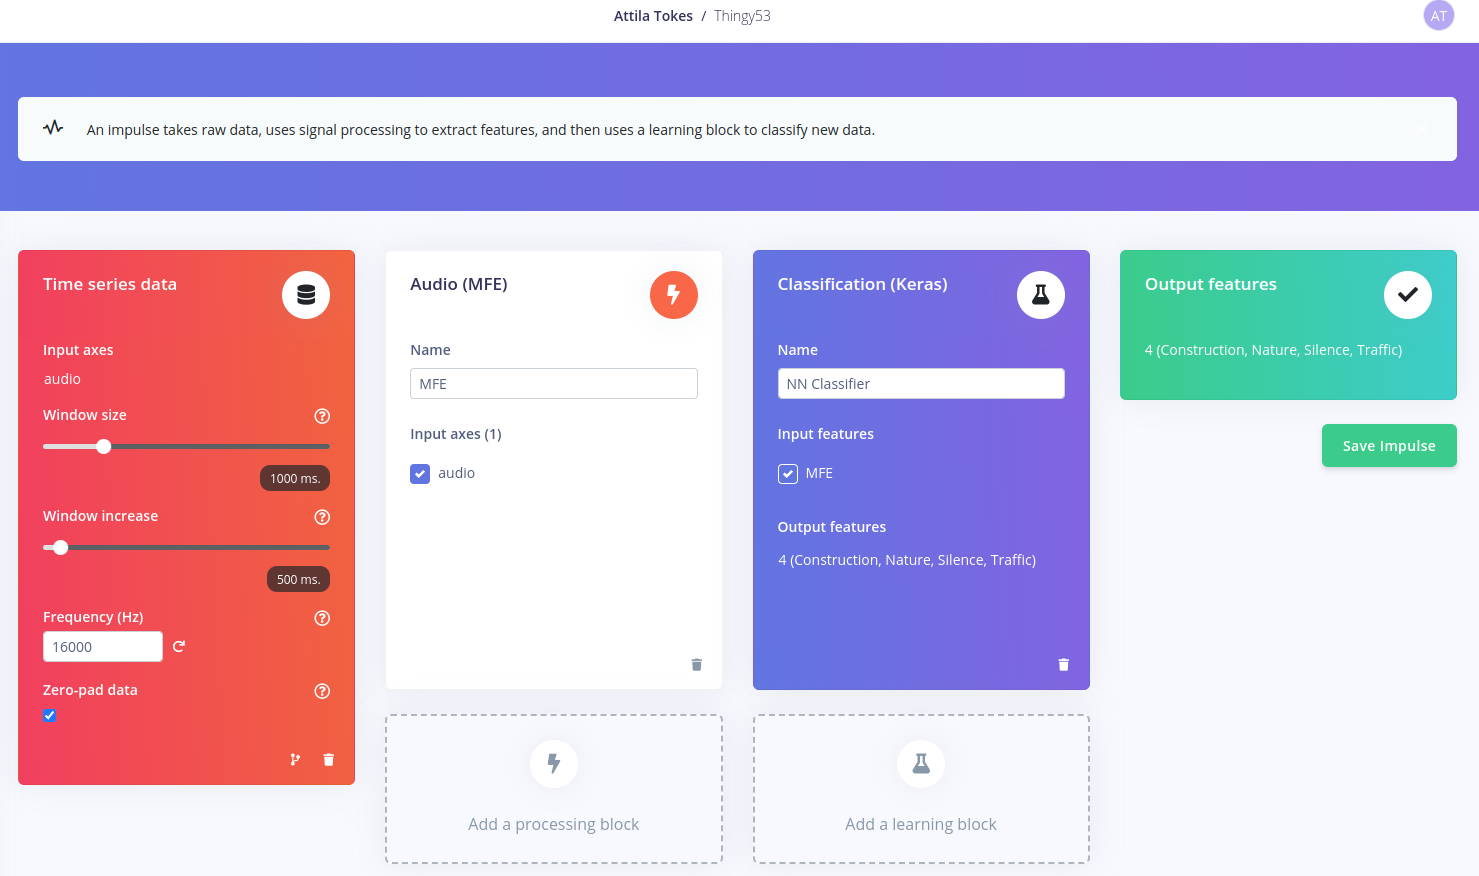 Attila Tokes / Thingy53
AT
An impulse takes raw data, uses signal processing to extract features, and then uses a learning block to classify new data.
Time series data
Input axes
audio
Window size
1000 ms.
Window increase
500 ms.
Frequency (Hz)
16000
Zero-pad data
Audio (MFE)
Name
MFE
Input axes (1)
audio
Classification (Keras)
Name
NN Classifier
Input features
MFE
Output features
4 (Construction, Nature, Silence, Traffic)
Output features
4 (Construction, Nature, Silence, Traffic)
Save Impulse
Add a processing block
Add a learning block